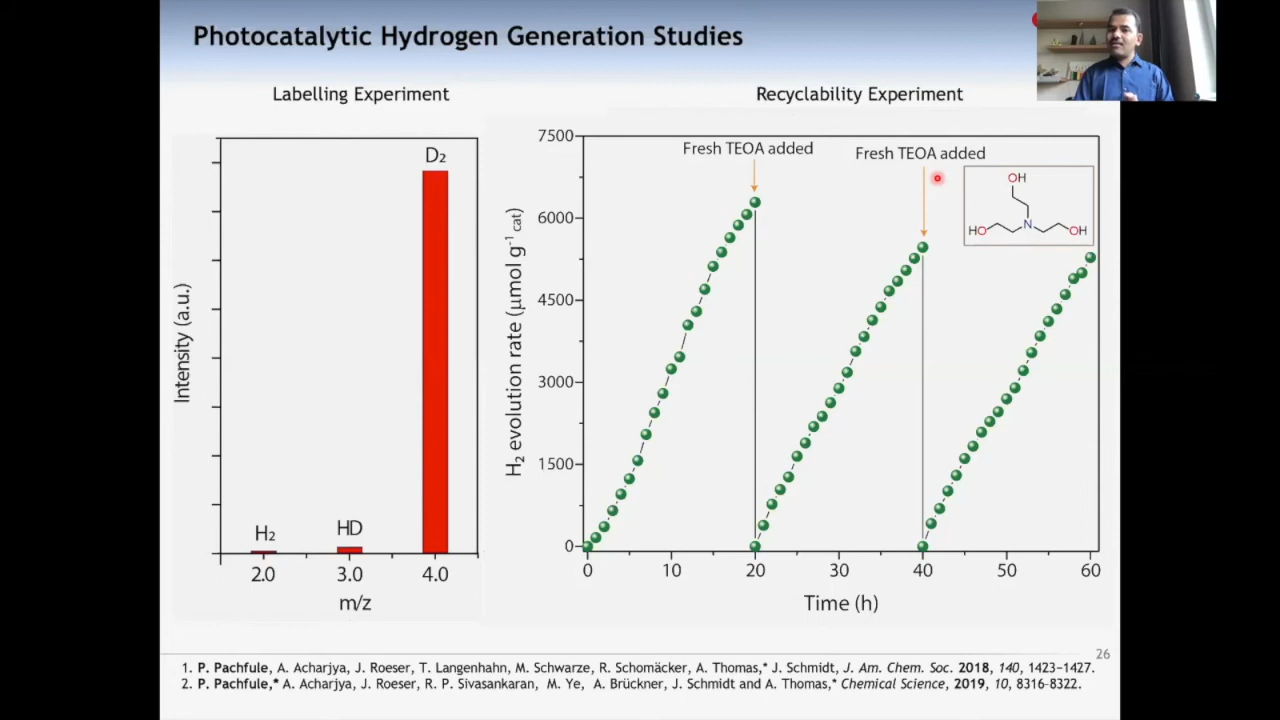 Photocatalytic Hydrogen Generation Studies
Labelling Experiment
Recyclability Experiment
D₂
H₂
HD
2.0 3.0 4.0
m/z
Intensity (a.u.)
7500
6000
4500
3000
1500
0
H₂ evolution rate (μmol g⁻¹ cat)
Fresh TEOA added
Fresh TEOA added
OH
HO N OH
0 10 20 30 40 50 60
Time (h)
26
1. P. Pachfule, A. Acharjya, J. Roeser, T. Langenhahn, M. Schwarze, R. Schomäcker, A. Thomas,* J. Schmidt, J. Am. Chem. Soc. 2018, 140, 1423–1427.
2. P. Pachfule,* A. Acharjya, J. Roeser, R. P. Sivasankaran, M. Ye, A. Brückner, J. Schmidt and A. Thomas,* Chemical Science, 2019, 10, 8316–8322.